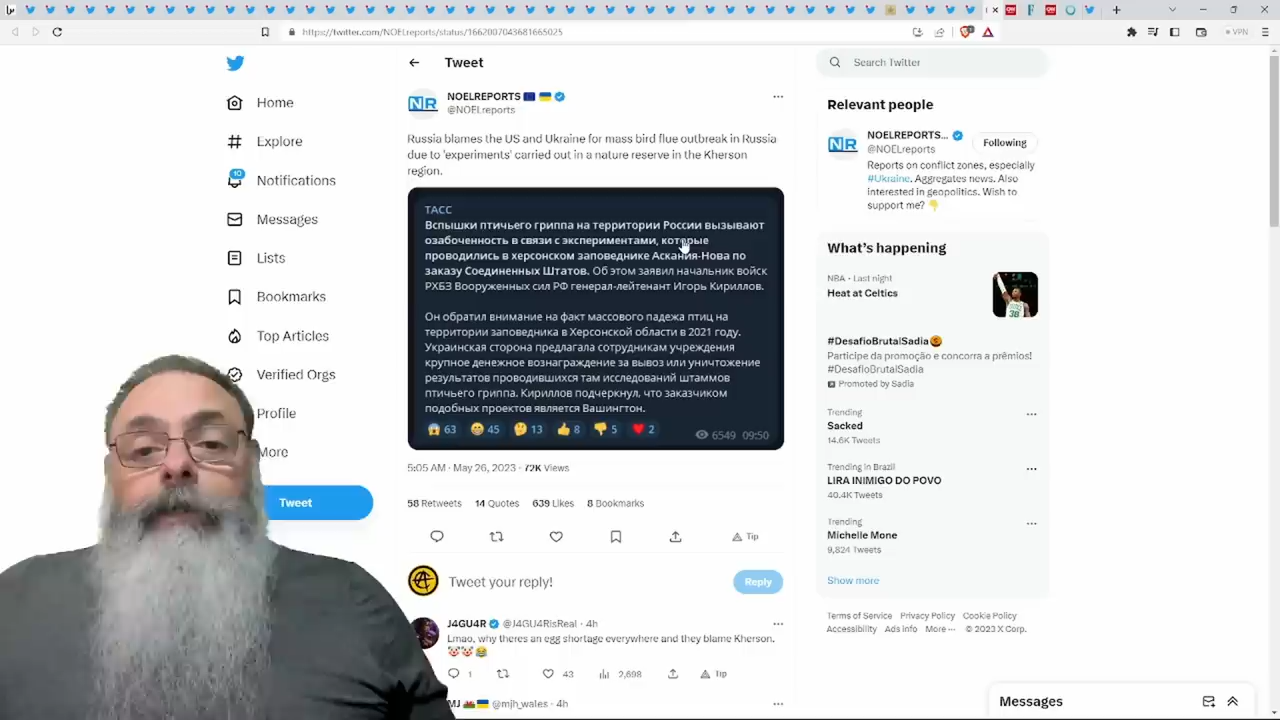 https://twitter.com/NOELreports/status/1662007043681665025
VPN
Home
Explore
10
Notifications
Messages
Lists
Bookmarks
Top Articles
Verified Orgs
Profile
More
Tweet
Tweet
NOELREPORTS
@NOELreports
Russia blames the US and Ukraine for mass bird flue outbreak in Russia
due to 'experiments' carried out in a nature reserve in the Kherson
region.
ТАСС
Вспышки птичьего гриппа на территории России вызывают
озабоченность в связи с экспериментами, которые
проводились в херсонском заповеднике Аскания-Нова по
заказу Соединенных Штатов. Об этом заявил начальник войск
РХБЗ Вооруженных сил РФ генерал-лейтенант Игорь Кириллов.
Он обратил внимание на факт массового падежа птиц на
территории заповедника в Херсонской области в 2021 году.
Украинская сторона предлагала сотрудникам учреждения
крупное денежное вознаграждение за вывоз или уничтожение
результатов проводившихся там исследований штаммов
птичьего гриппа. Кириллов подчеркнул, что заказчиком
подобных проектов является Вашингтон.
63 45 13 8 5 2 6549 09:50
5:05 AM · May 26, 2023 · 72K Views
58 Retweets 14 Quotes 639 Likes 8 Bookmarks
Tip
Tweet your reply!
Reply
J4GU4R @J4GU4RIsReal · 4h
Lmao, why theres an egg shortage everywhere and they blame Kherson.
1 43 2,698 Tip
MJ @mjh_wales · 4h
Search Twitter
Relevant people
NOELREPORTS...
@NOELreports
Following
Reports on conflict zones, especially
#Ukraine. Aggregates news. Also
interested in geopolitics. Wish to
support me?
What's happening
NBA · Last night
Heat at Celtics
#DesafioBrutalSadia
Participe da promoção e concorra a prêmios!
#DesafioBrutalSadia
Promoted by Sadia
Trending
Sacked
14.6K Tweets
Trending in Brazil
LIRA INIMIGO DO POVO
40.4K Tweets
Trending
Michelle Mone
9,824 Tweets
Show more
Terms of Service Privacy Policy Cookie Policy
Accessibility Ads info More ··· © 2023 X Corp.
Messages